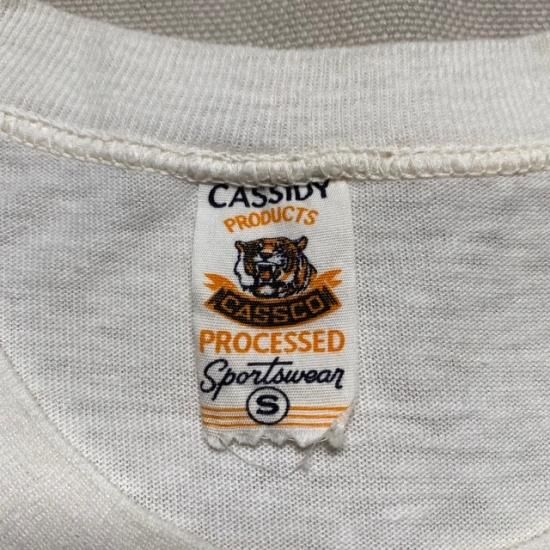 CASSIDY
PRODUCTS
CASSCO
PROCESSED
Sportswear
S